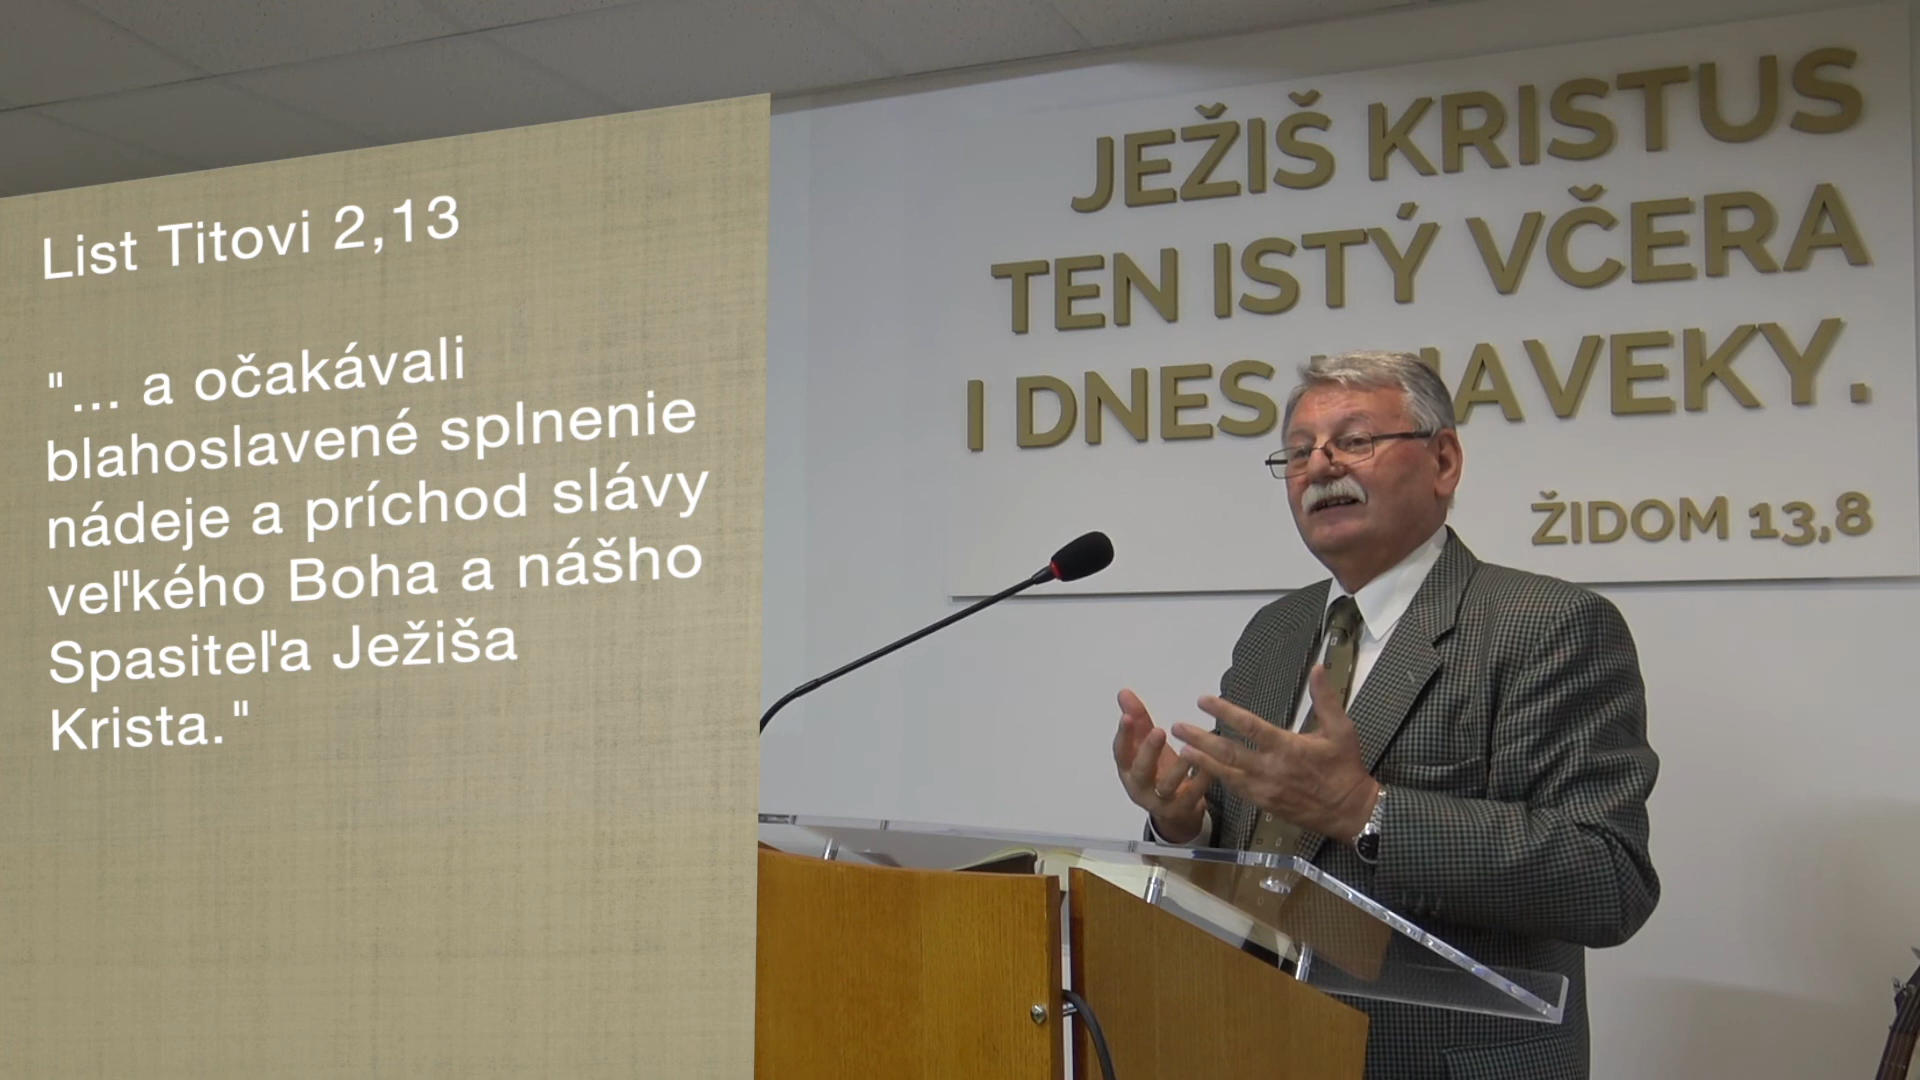 List Titovi 2,13
"... a očakávali
blahoslavené splnenie
nádeje a príchod slávy
veľkého Boha a nášho
Spasiteľa Ježiša
Krista."
JEŽIŠ KRISTUS
TEN ISTÝ VČERA
I DNES AVEKY.
ŽIDOM 13,8